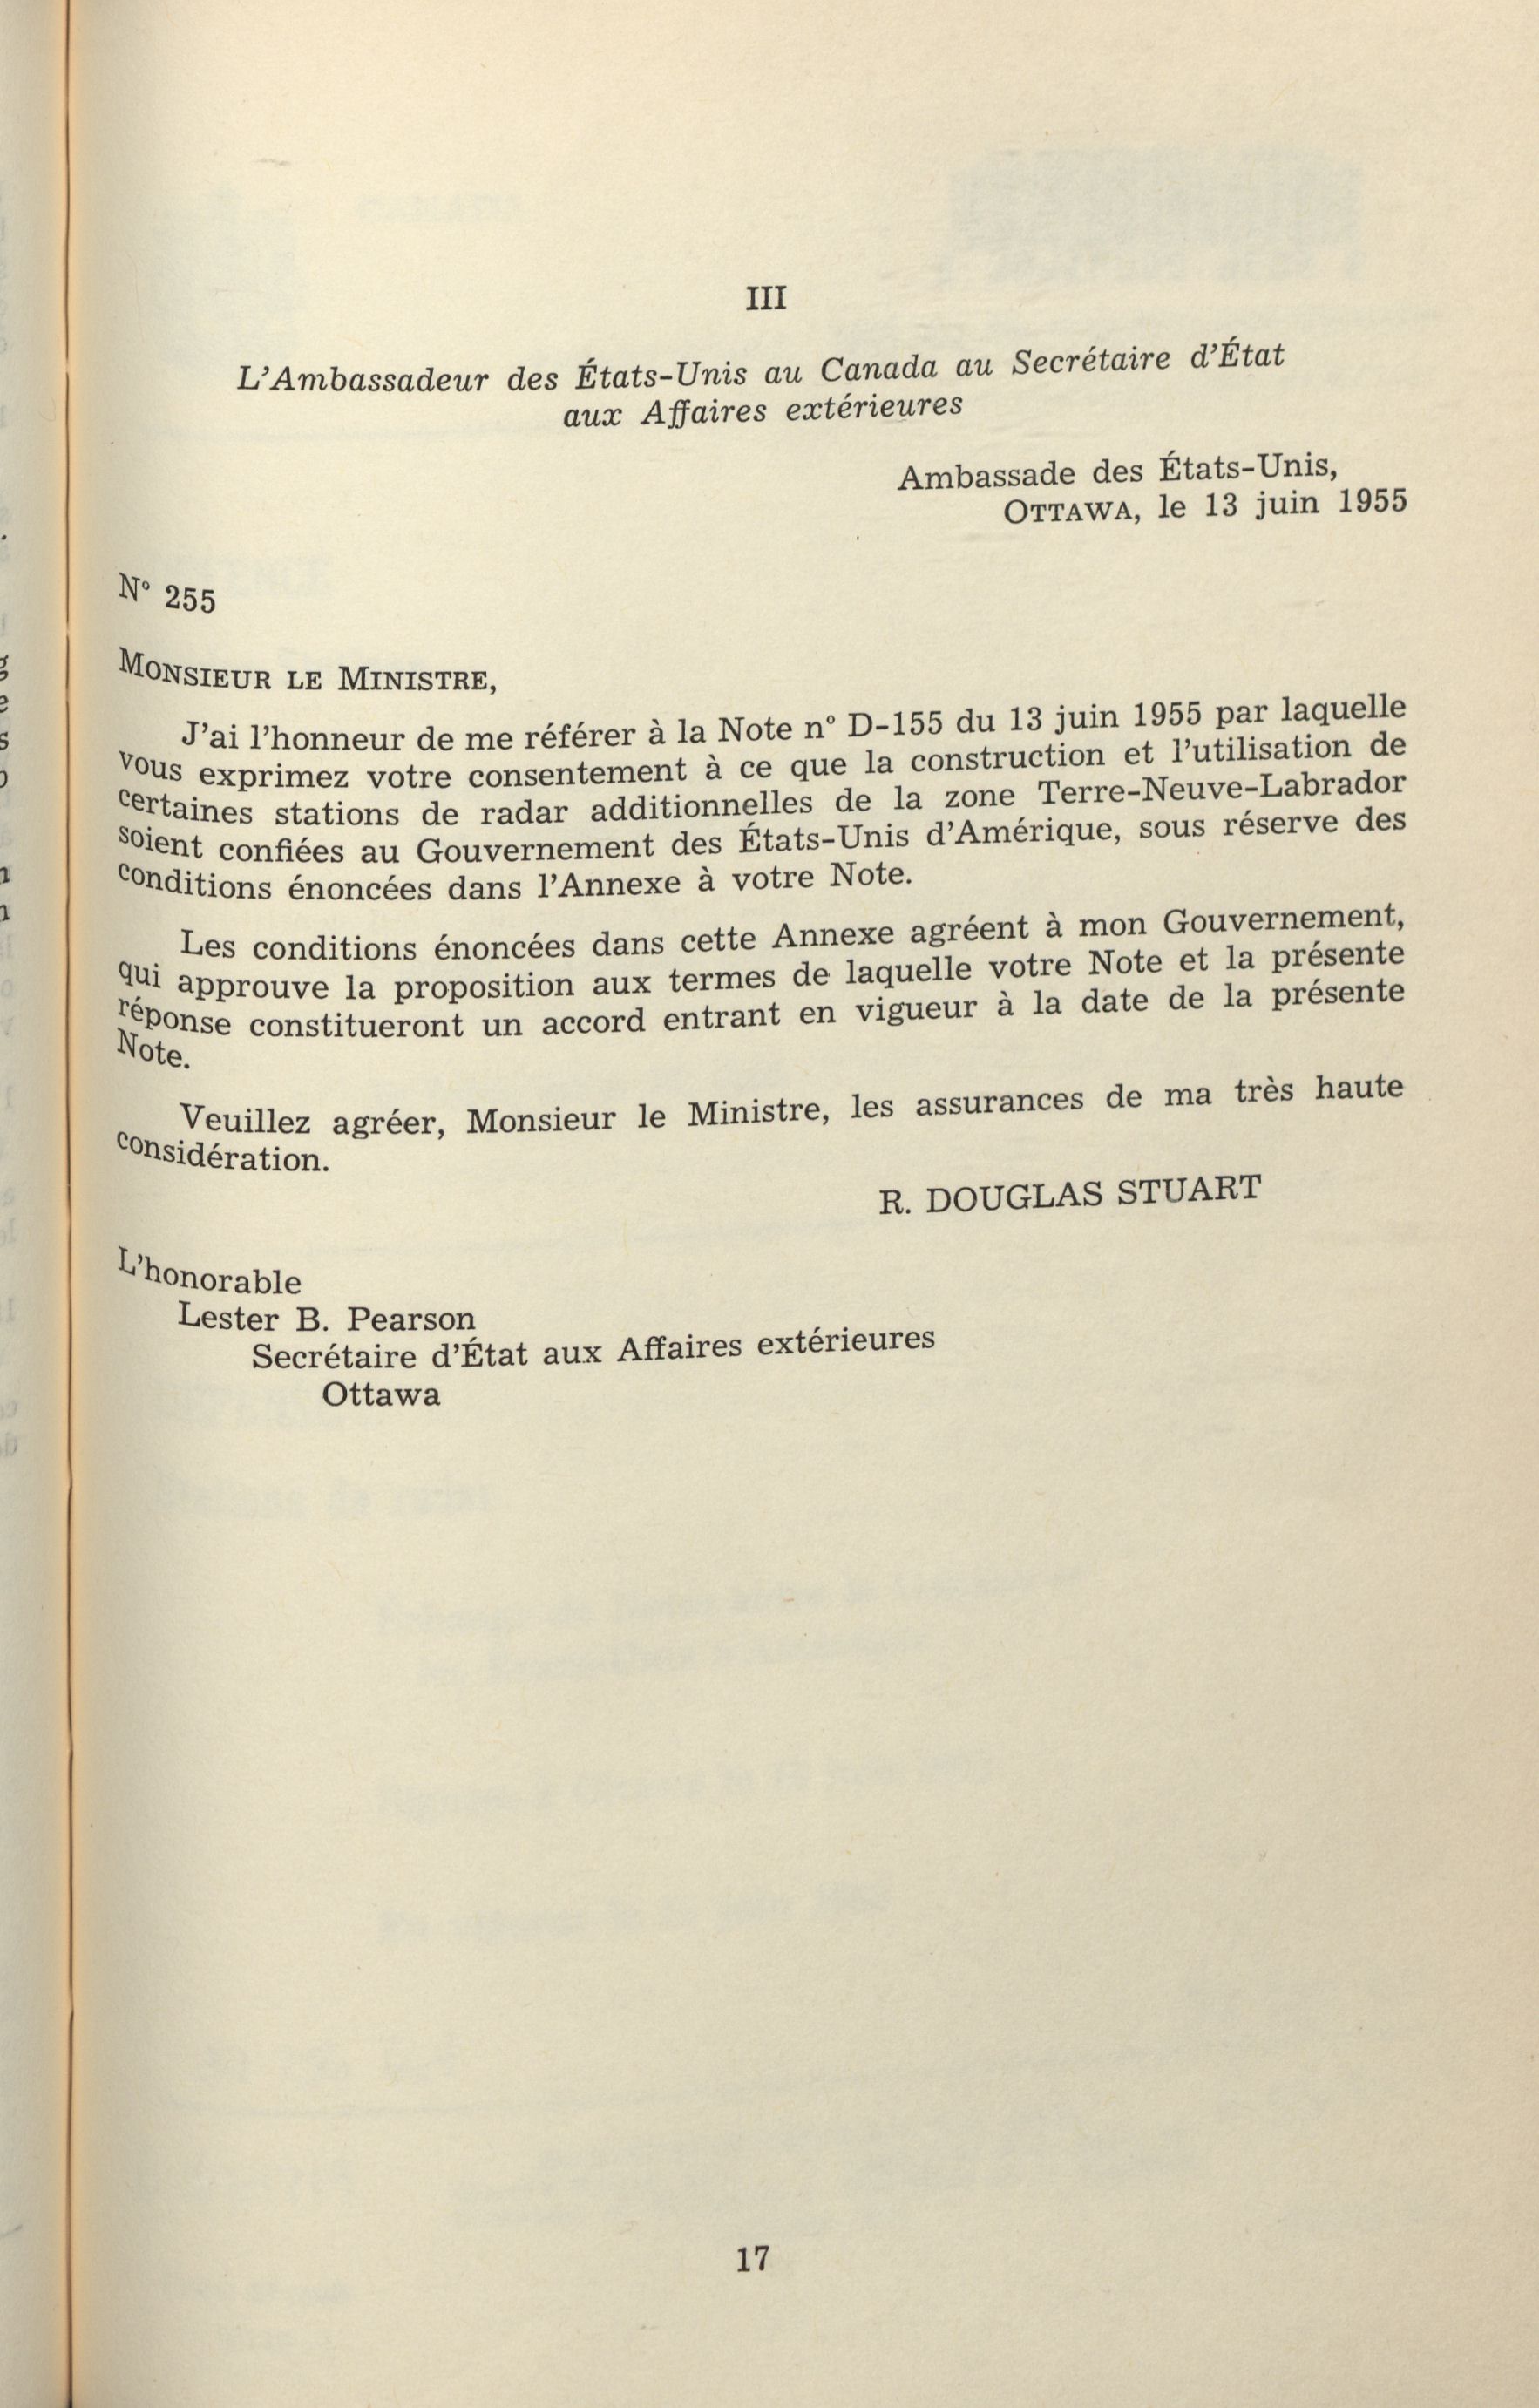 III
L'Ambassadeur des États-Unis au Canada au Secrétaire d'État
aux Affaires extérieures
Ambassade des États-Unis,
OTTAWA, le 13 juin 1955
N° 255
MONSIEUR LE MINISTRE,
J'ai l'honneur de me référer à la Note n° D-155 du 13 juin 1955 par laquelle
vous exprimez votre consentement à ce que la construction et l'utilisation de
certaines stations de radar additionnelles de la zone Terre-Neuve-Labrador
soient confiées au Gouvernement des États-Unis d'Amérique, sous réserve des
conditions énoncées dans l'Annexe à votre Note.
Les conditions énoncées dans cette Annexe agréent à mon Gouvernement,
qui approuve la proposition aux termes de laquelle votre Note et la présente
réponse constitueront un accord entrant en vigueur à la date de la présente
Note.
Veuillez agréer, Monsieur le Ministre, les assurances de ma très haute
considération.
R. DOUGLAS STUART
L'honorable
Lester B. Pearson
Secrétaire d'État aux Affaires extérieures
Ottawa
17